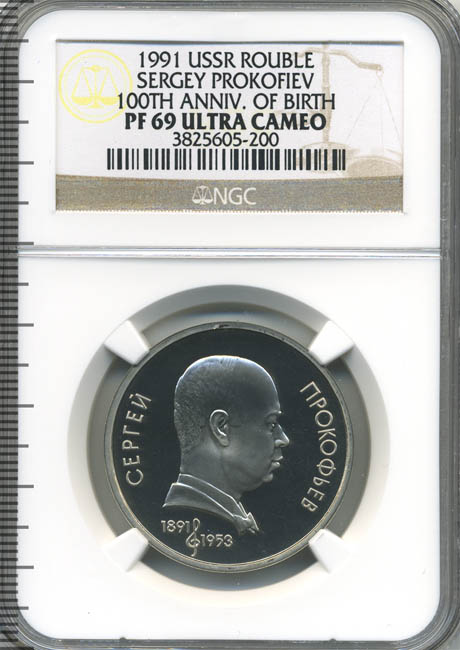 1991 USSR ROUBLE
SERGEY PROKOFIEV
100TH ANNIV. OF BIRTH
PF 69 ULTRA CAMEO
3825605-200
NGC
СЕРГЕЙ
ПРОКОФЬЕВ
1891
1953